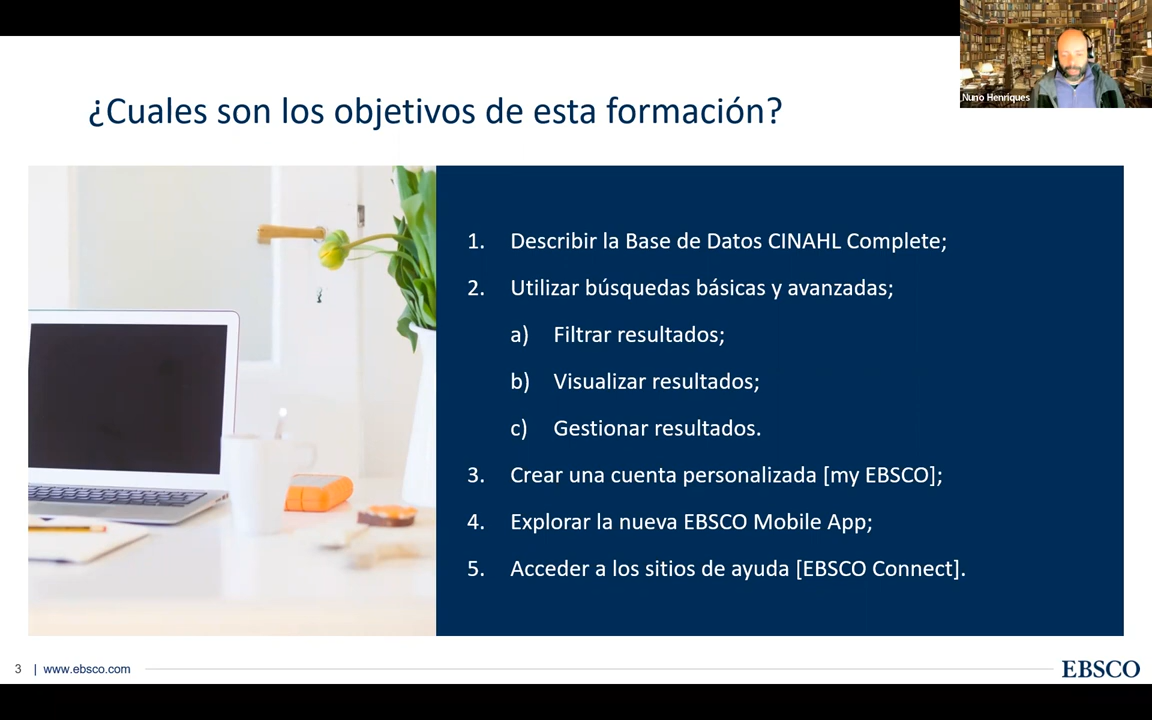 Nuno Henriques
¿Cuales son los objetivos de esta formación?
1. Describir la Base de Datos CINAHL Complete;
2. Utilizar búsquedas básicas y avanzadas;
a) Filtrar resultados;
b) Visualizar resultados;
c) Gestionar resultados.
3. Crear una cuenta personalizada [my EBSCO];
4. Explorar la nueva EBSCO Mobile App;
5. Acceder a los sitios de ayuda [EBSCO Connect].
3 | www.ebsco.com
EBSCO